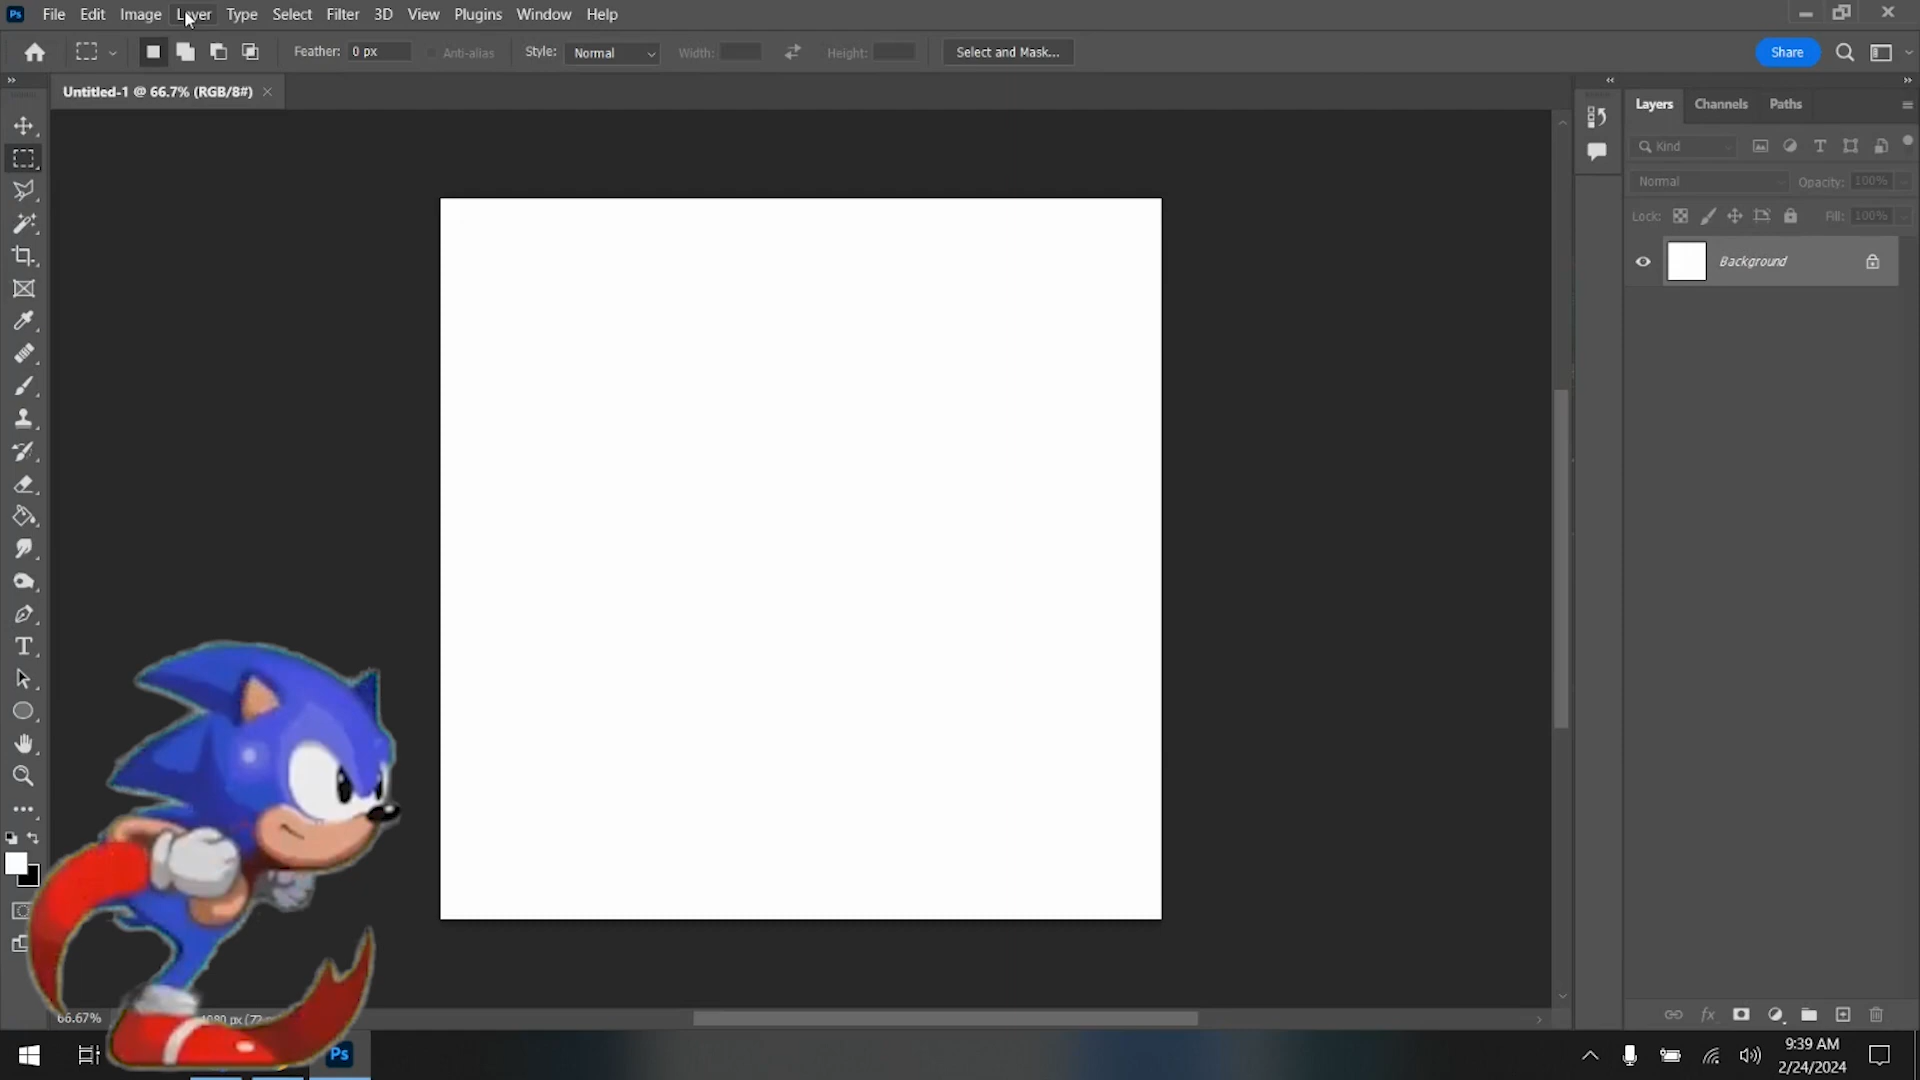 Ps File Edit Image Layer Type Select Filter 3D View Plugins Window Help
Feather: 0 px Anti-alias Style: Normal Width: Height: Select and Mask... Share
Untitled-1 @ 66.7% (RGB/8#)
Layers Channels Paths
Kind
Normal Opacity: 100%
Lock: Fill: 100%
Background
66.67%
Ps
9:39 AM
2/24/2024